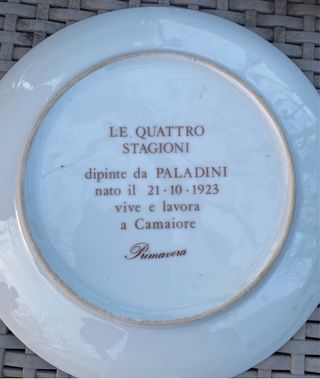 LE QUATTRO
STAGIONI
dipinte da PALADINI
nato il 21·10·1923
vive e lavora
a Camaiore
Primavera